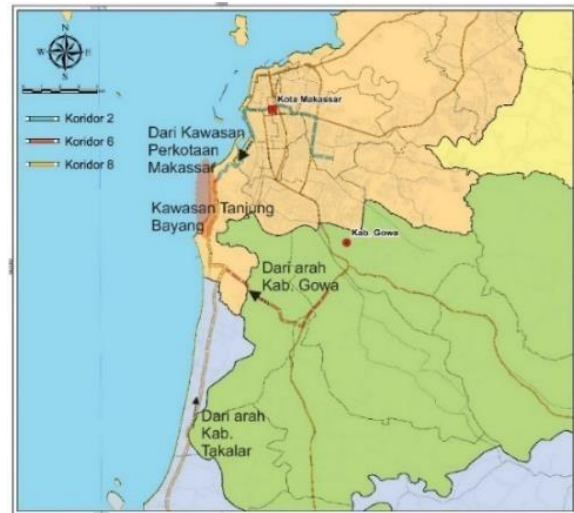 N
W
E
S
Koridor 2
Koridor 6
Koridor 8
Kota Makassar
Dari Kawasan
Perkotaan
Makassar
Kawasan Tanjung
Bayang
Kab. Gowa
Dari arah
Kab. Gowa
Dari arah
Kab.
Takalar